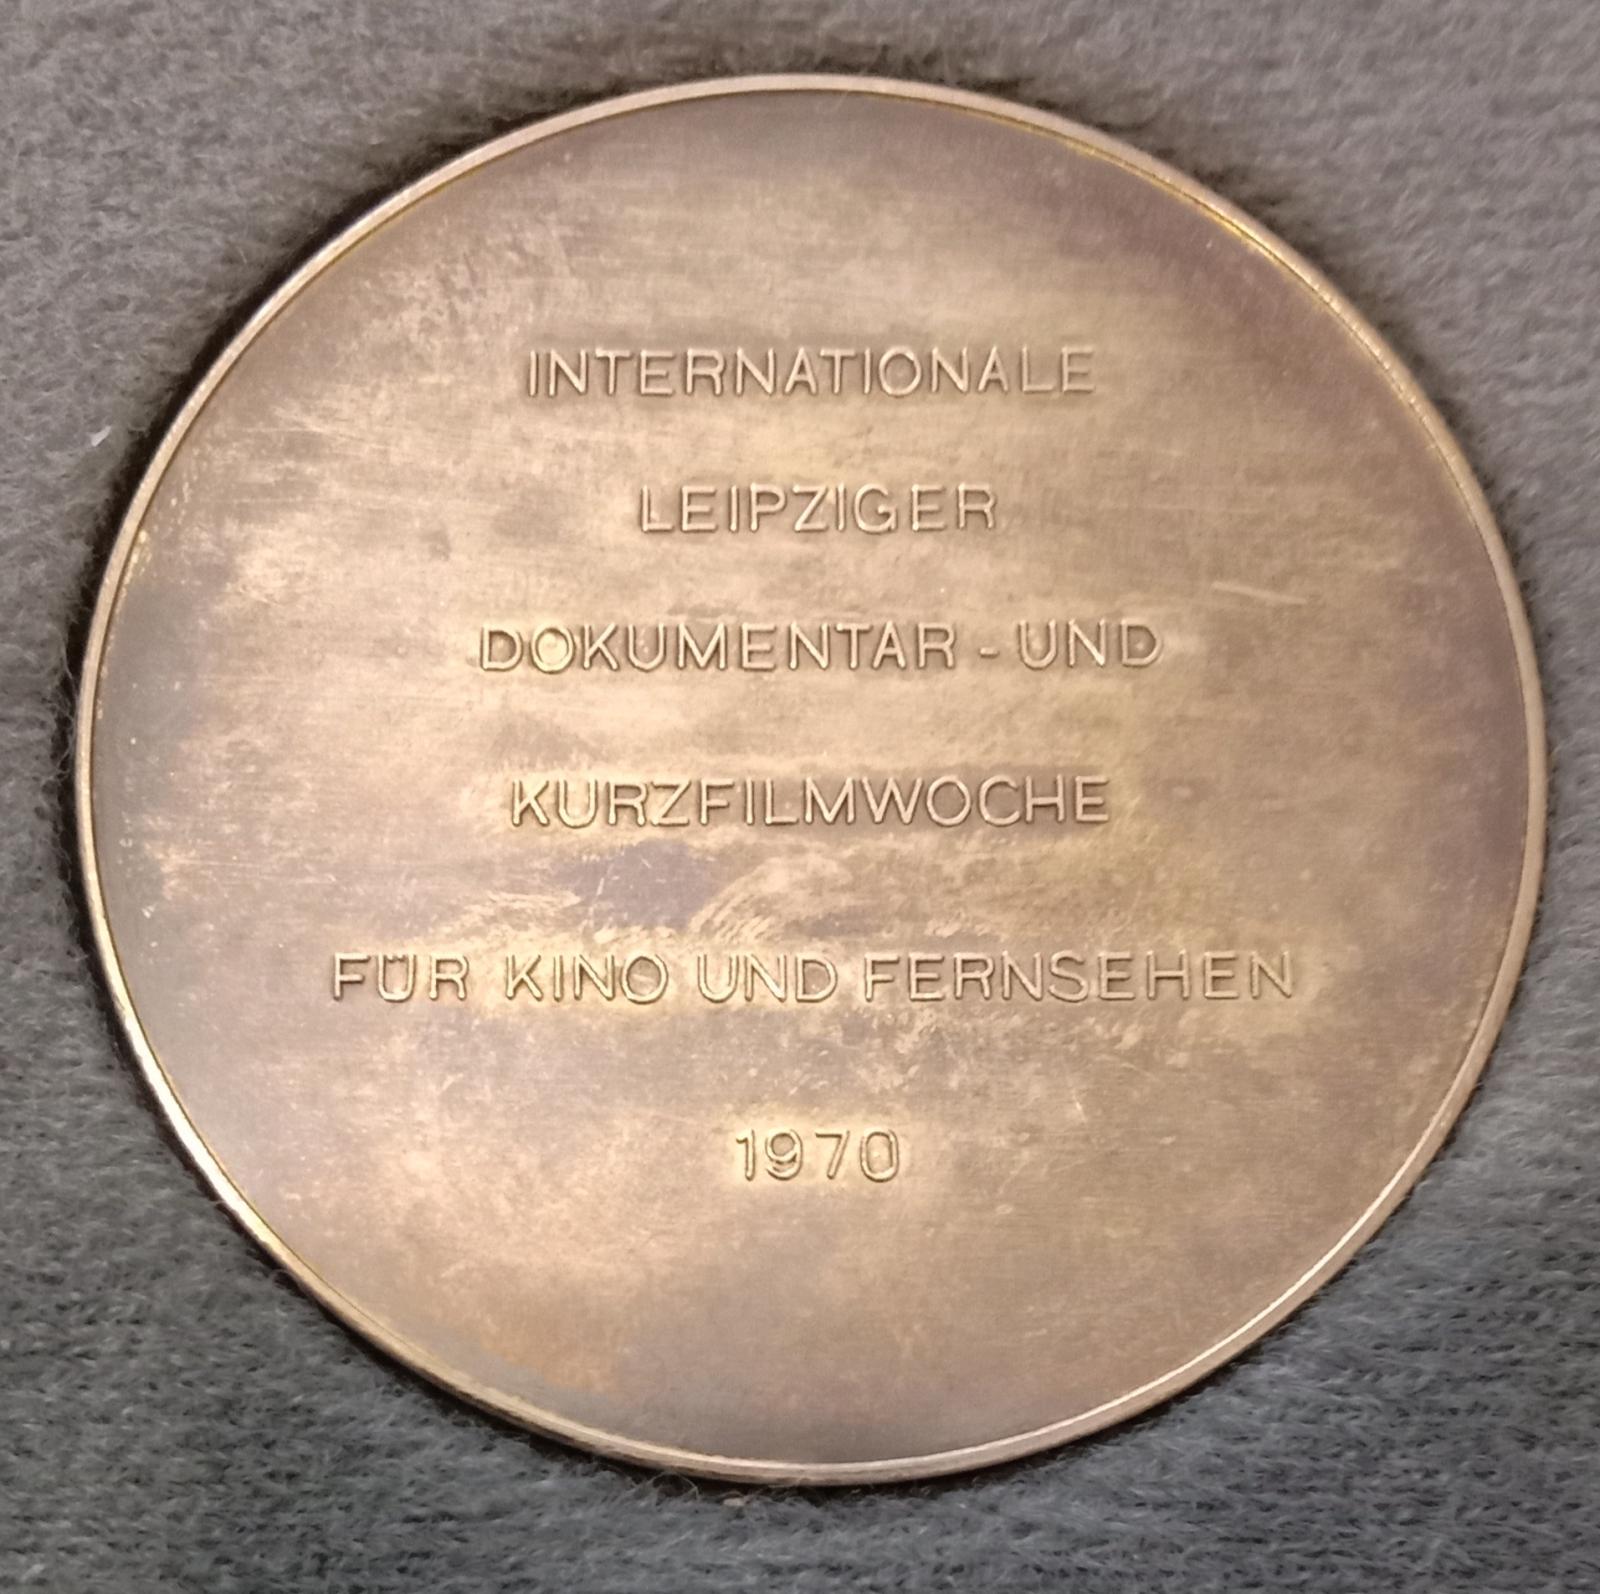 INTERNATIONALE
LEIPZIGER
DOKUMENTAR - UND
KURZFILMWOCHE
FÜR KINO UND FERNSEHEN
1970